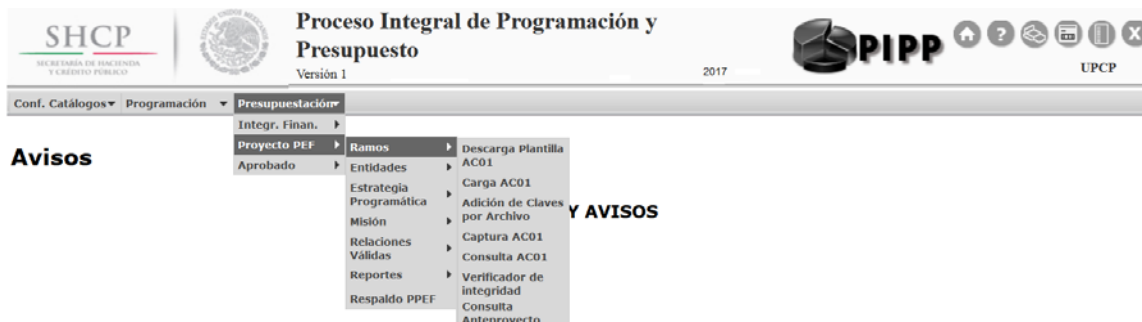 SHCP
SECRETARÍA DE HACIENDA
Y CRÉDITO PÚBLICO
Proceso Integral de Programación y
Presupuesto
Versión 1
2017
PIPP
UPCP
Conf. Catálogos
Programación
Presupuestación
Integr. Finan.
Proyecto PEF
Aprobado
Avisos
Ramos
Entidades
Estrategia
Programática
Misión
Relaciones
Válidas
Reportes
Respaldo PPEF
Descarga Plantilla
AC01
Carga AC01
Adición de Claves
por Archivo
Captura AC01
Consulta AC01
Verificador de
integridad
Consulta
Anteproyecto
Y AVISOS